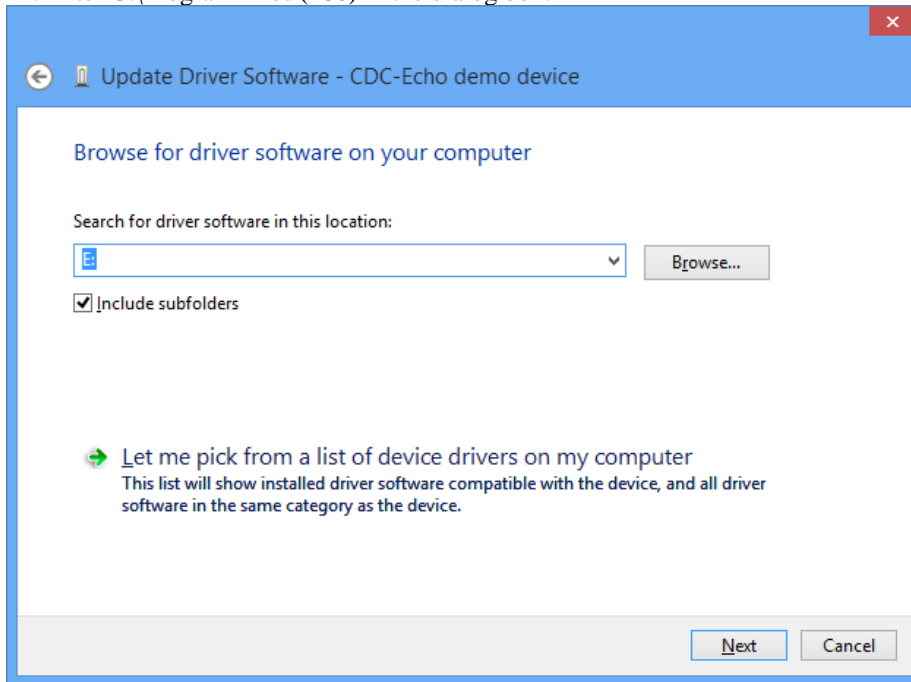 Update Driver Software - CDC-Echo demo device
Browse for driver software on your computer
Search for driver software in this location:
E:
Browse...
Include subfolders
Let me pick from a list of device drivers on my computer
This list will show installed driver software compatible with the device, and all driver
software in the same category as the device.
Next
Cancel